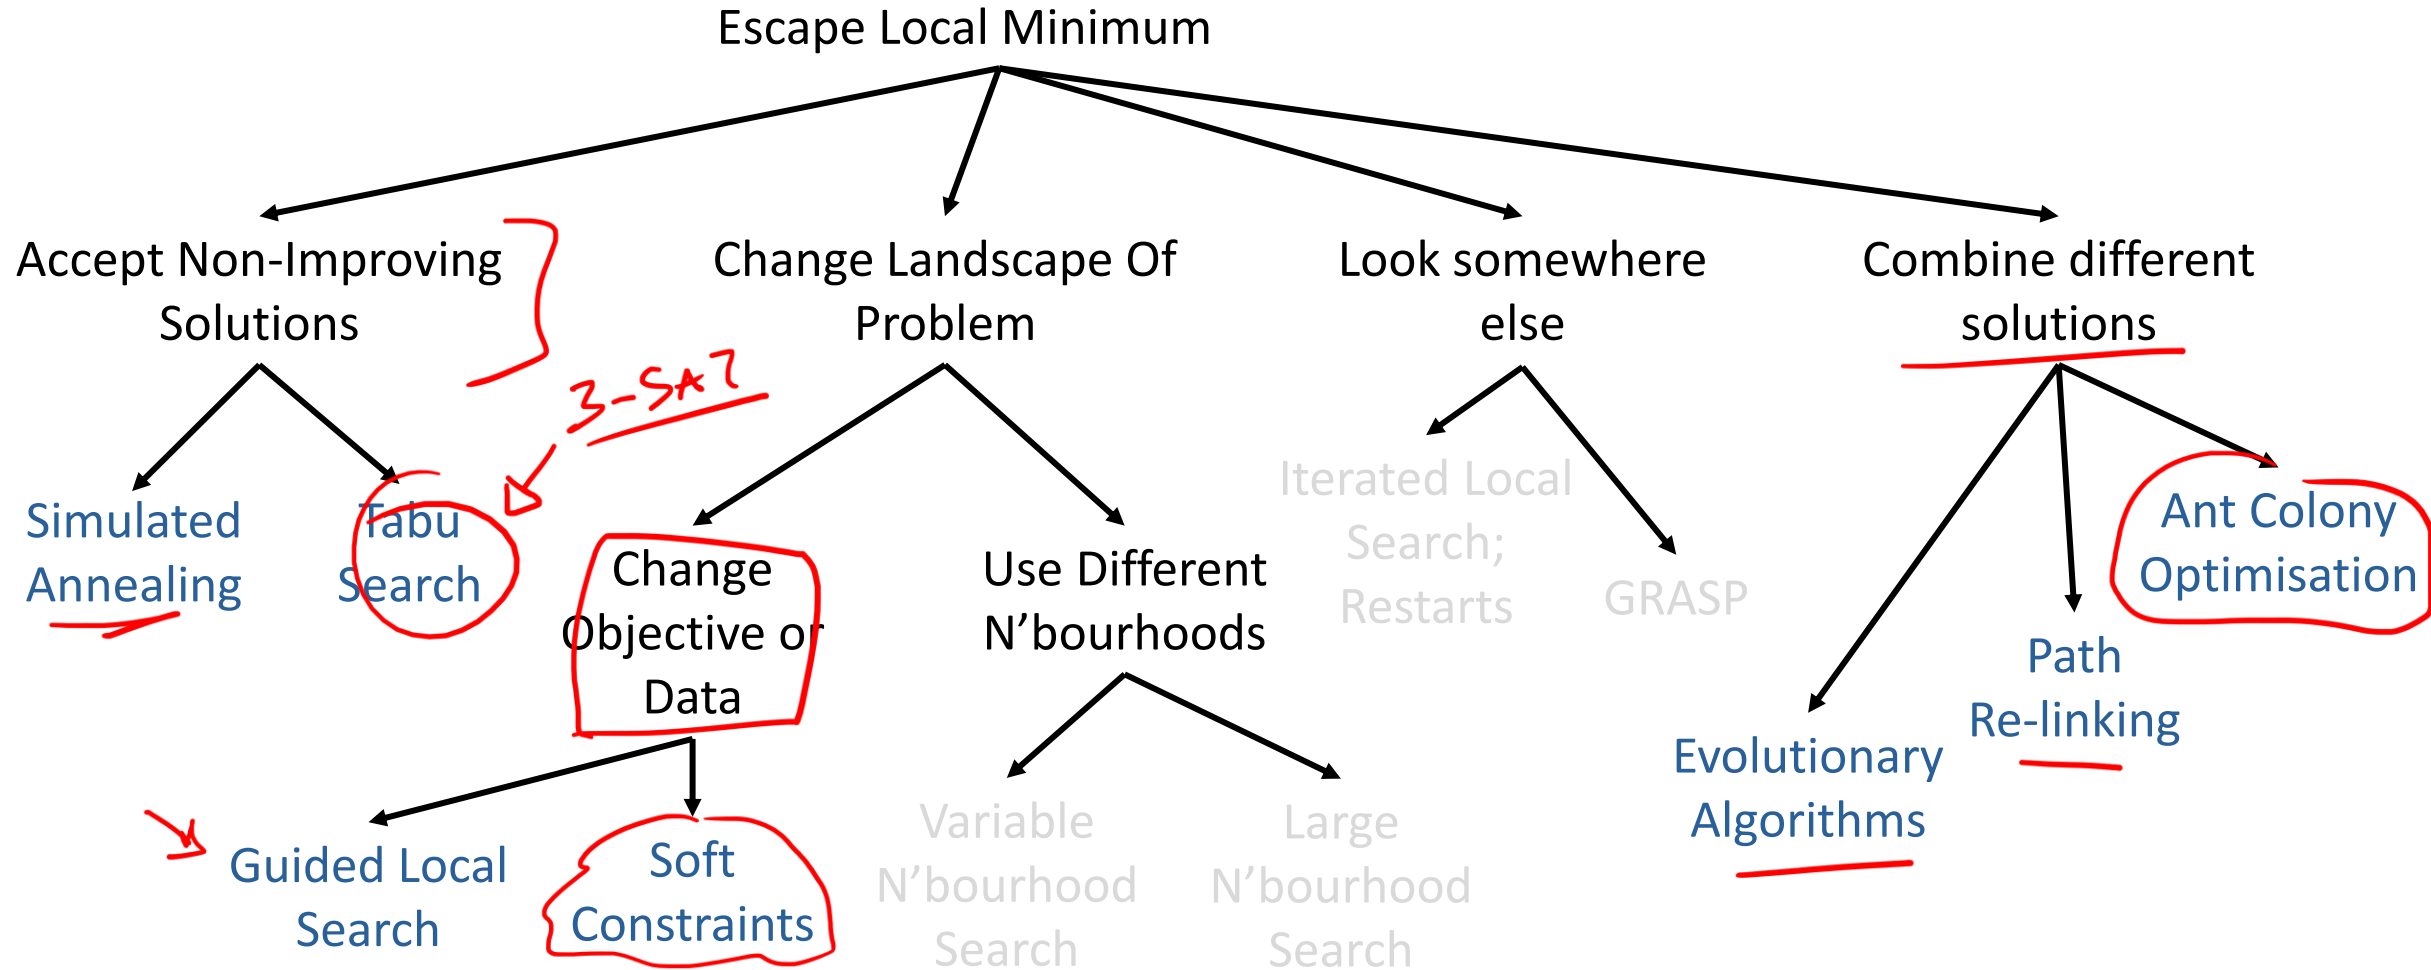 Escape Local Minimum
Accept Non-Improving
Solutions
Change Landscape Of
Problem
Look somewhere
else
Combine different
solutions
3-SAT
Simulated
Annealing
Tabu
Search
Change
Objective or
Data
Use Different
N’bourhoods
Iterated Local
Search;
Restarts
GRASP
Ant Colony
Optimisation
Path
Re-linking
Evolutionary
Algorithms
Guided Local
Search
Soft
Constraints
Variable
N’bourhood
Search
Large
N’bourhood
Search